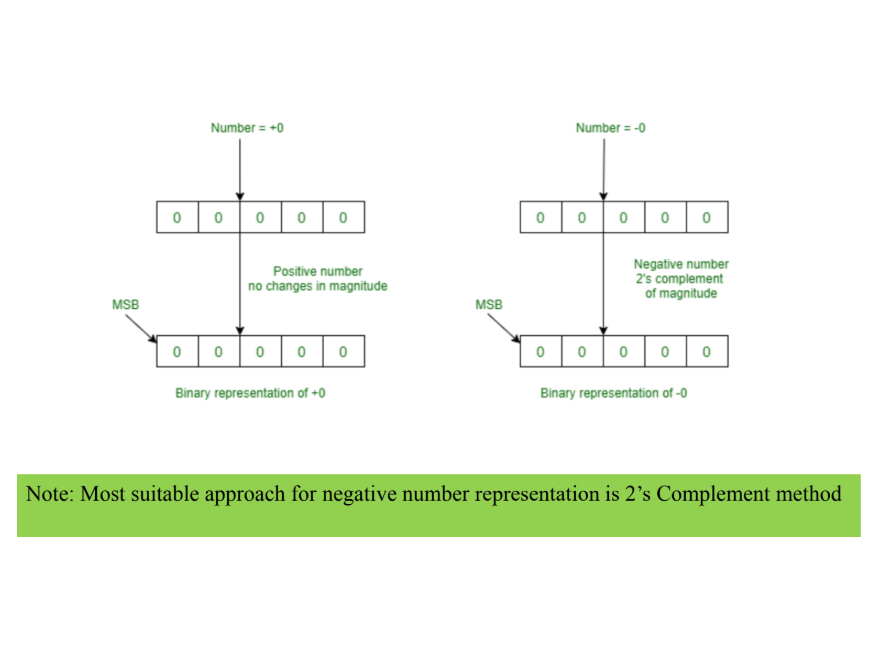 Number = +0
0 0 0 0 0
Positive number
no changes in magnitude
MSB
0 0 0 0 0
Binary representation of +0
Number = -0
0 0 0 0 0
Negative number
2's complement
of magnitude
MSB
0 0 0 0 0
Binary representation of -0
Note: Most suitable approach for negative number representation is 2’s Complement method